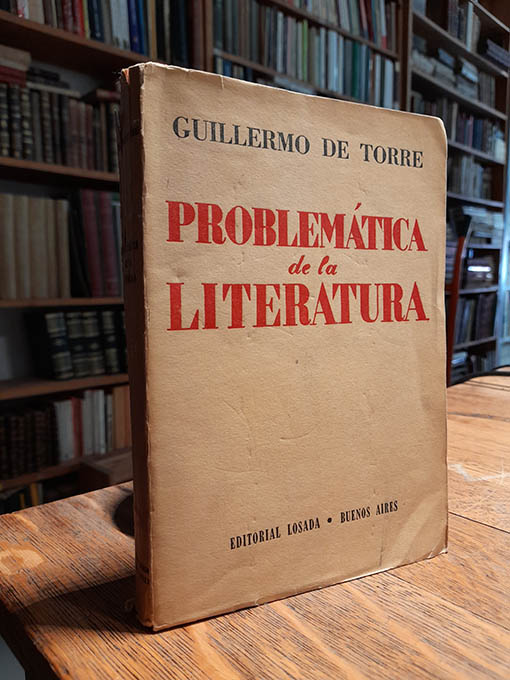 GUILLERMO DE TORRE
PROBLEMÁTICA
de la
LITERATURA
EDITORIAL LOSADA • BUENOS AIRES